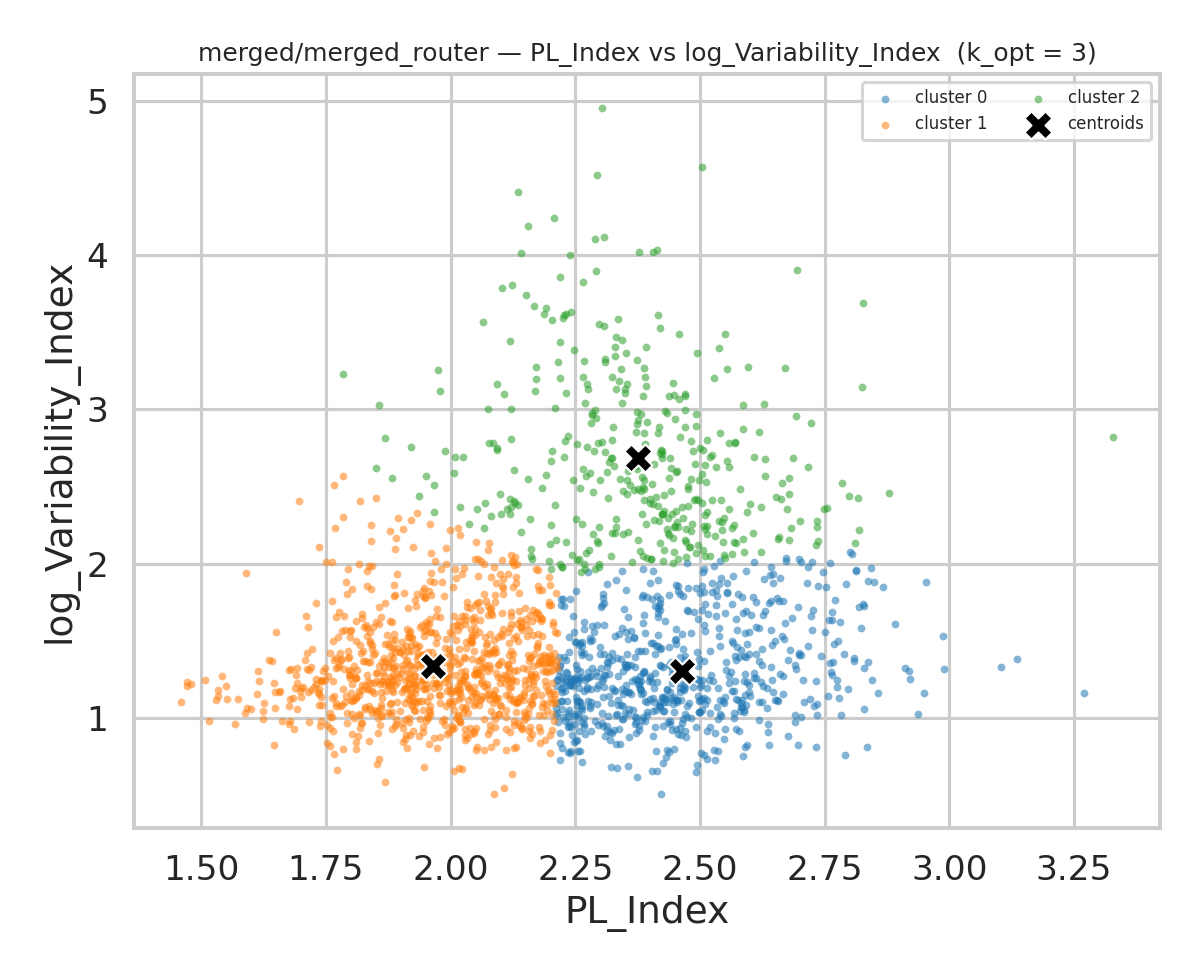 merged/merged_router — PL_Index vs log_Variability_Index  (k_opt = 3)
cluster 0
cluster 1
cluster 2
centroids
5
4
3
2
1
log_Variability_Index
1.50
1.75
2.00
2.25
2.50
2.75
3.00
3.25
PL_Index